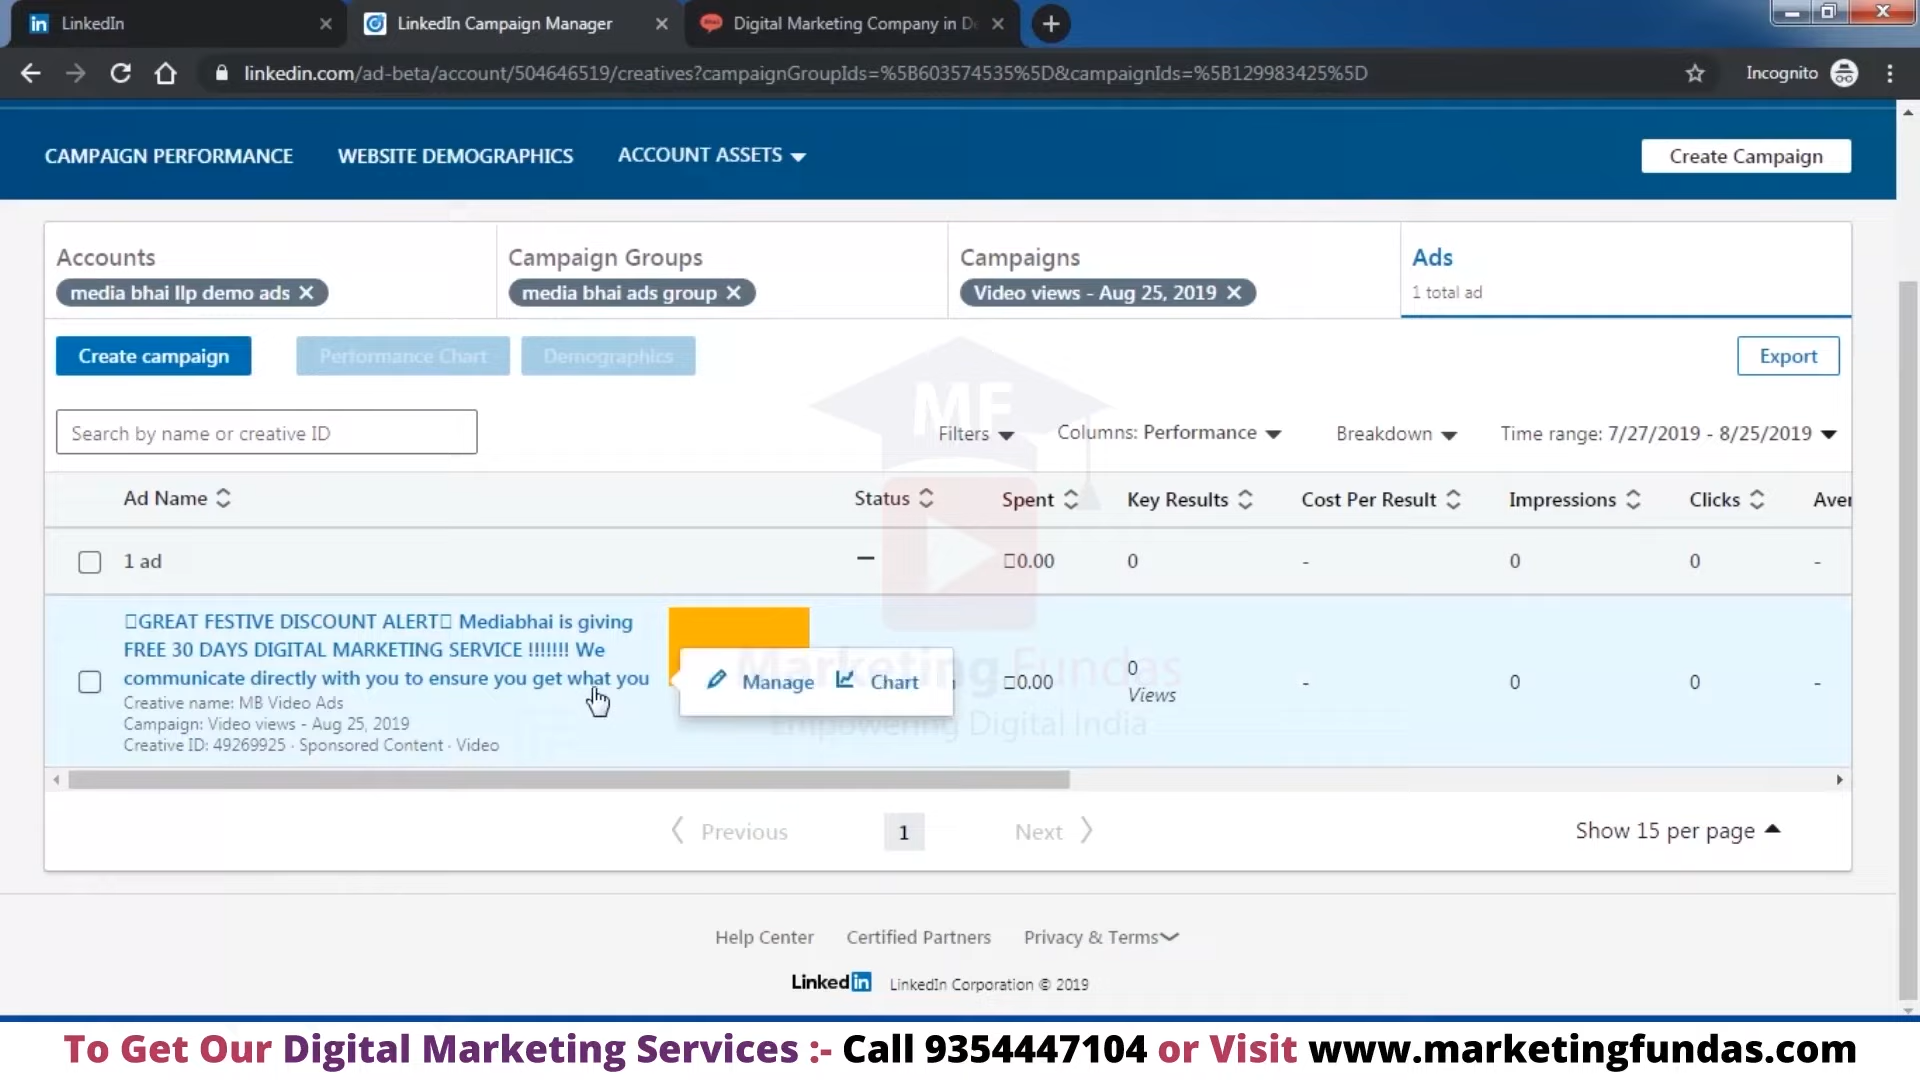 LinkedIn
LinkedIn Campaign Manager
Digital Marketing Company in De
linkedin.com/ad-beta/account/504646519/creatives?campaignGroupIds=%5B603574535%5D&campaignIds=%5B129983425%5D
Incognito
CAMPAIGN PERFORMANCE WEBSITE DEMOGRAPHICS ACCOUNT ASSETS
Create Campaign
Accounts
media bhai llp demo ads
Campaign Groups
media bhai ads group
Campaigns
Video views - Aug 25, 2019
Ads
1 total ad
Create campaign Performance Chart Demographics Export
MF
Search by name or creative ID Filters Columns: Performance Breakdown Time range: 7/27/2019 - 8/25/2019
Ad Name Status Spent Key Results Cost Per Result Impressions Clicks Aver
1 ad — 0.00 0 - 0 0 -
GREAT FESTIVE DISCOUNT ALERT Mediabhai is giving
FREE 30 DAYS DIGITAL MARKETING SERVICE !!!!!!! We
communicate directly with you to ensure you get what you
Creative name: MB Video Ads
Campaign: Video views - Aug 25, 2019
Creative ID: 49269925 · Sponsored Content · Video
Manage Chart
0.00 0 - 0 0 -
Views
Marketing Fundas
Empowering Digital India
Previous 1 Next Show 15 per page
Help Center Certified Partners Privacy & Terms
LinkedIn LinkedIn Corporation © 2019
To Get Our Digital Marketing Services :- Call 9354447104 or Visit www.marketingfundas.com